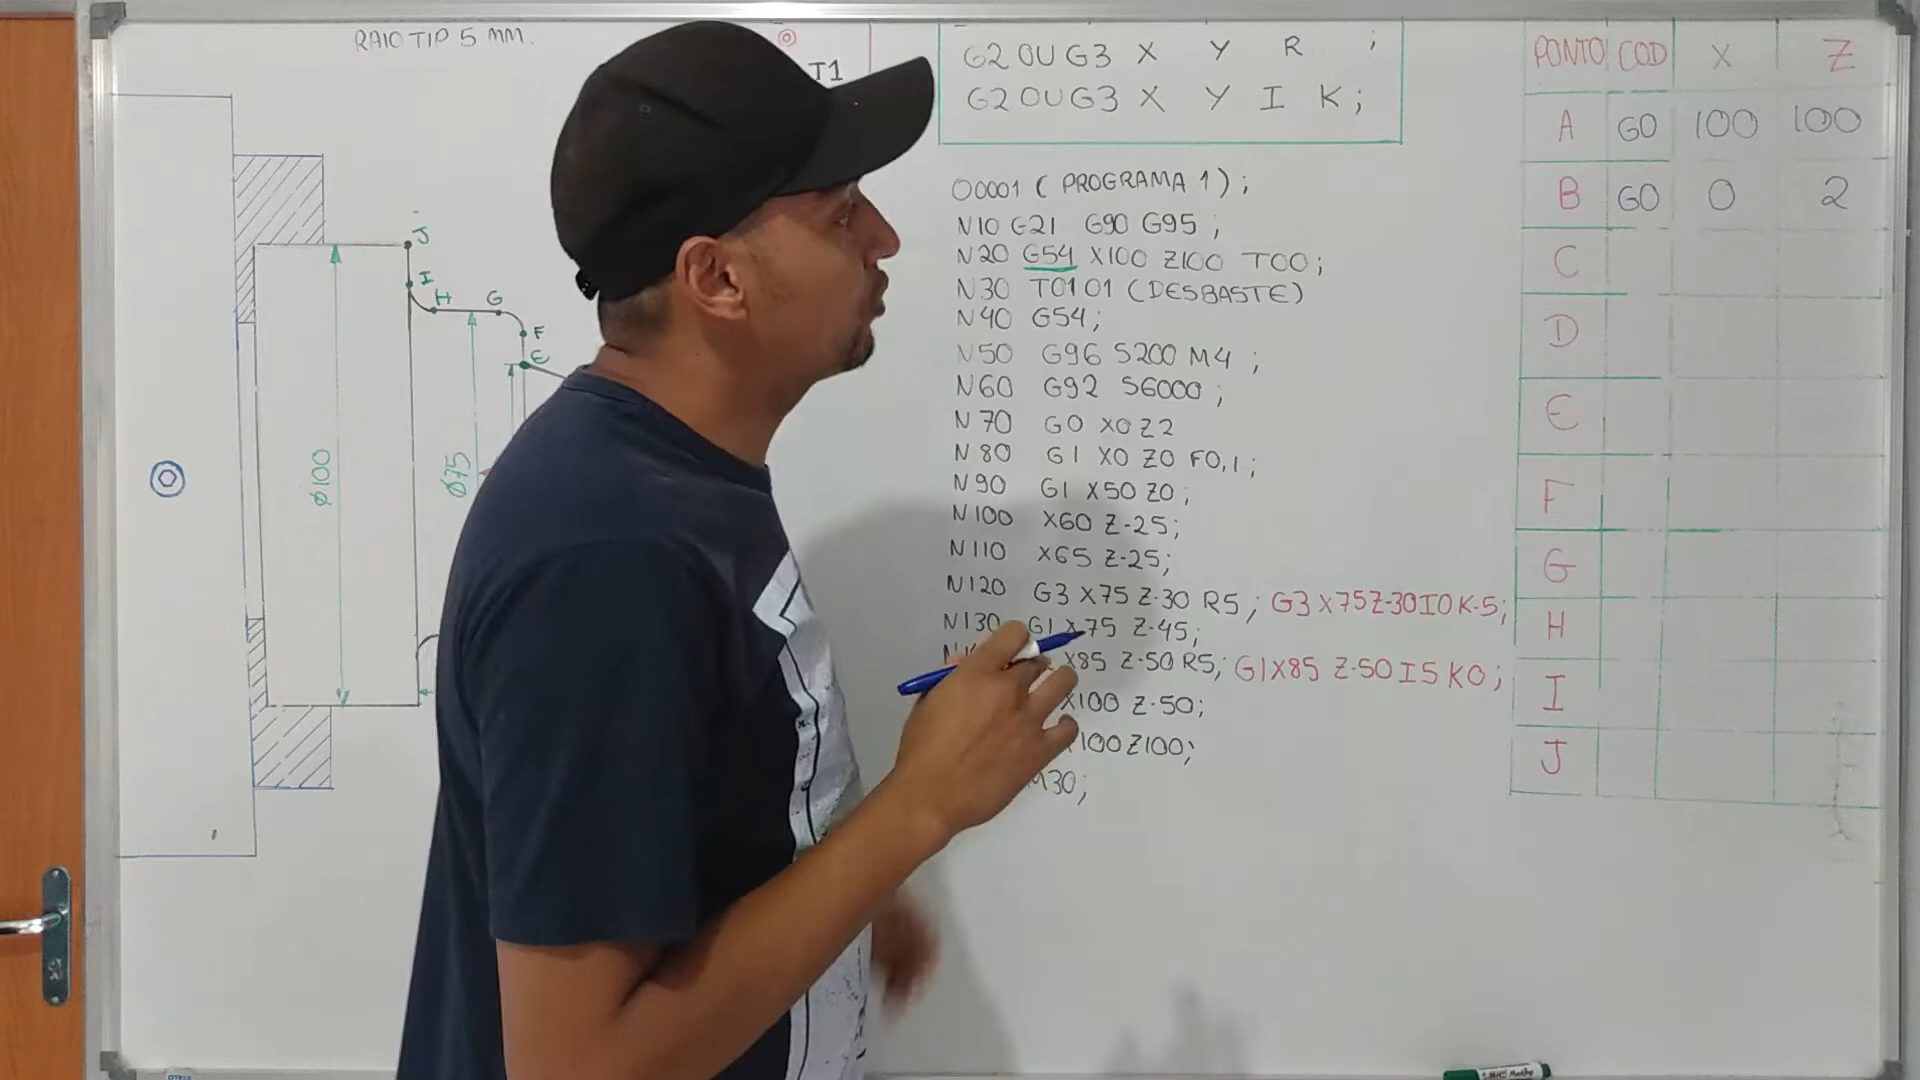 RAIO TIP 5 MM.
T1
J
I
H
G
F
E
Ø100
Ø75
G2 OU G3 X Y R ;
G2 OU G3 X Y I K ;
O0001 ( PROGRAMA 1 ) ;
N10 G21 G90 G95 ;
N20 G54 X100 Z100 T00 ;
N30 T0101 (DESBASTE)
N40 G54;
N50 G96 S200 M4 ;
N60 G92 S6000 ;
N70 G0 X0 Z2
N80 G1 X0 Z0 F0,1 ;
N90 G1 X50 Z0 ;
N100 X60 Z-25;
N110 X65 Z-25;
N120 G3 X75 Z-30 R5 ; G3 X75 Z-30 I0 K-5;
N130 G1 X75 Z-45;
X85 Z-50 R5; G1X85 Z-50 I5 K0;
X100 Z-50;
100 Z100;
M30;
PONTO COD X Z
A G0 100 100
B G0 0 2
C
D
E
F
G
H
I
J